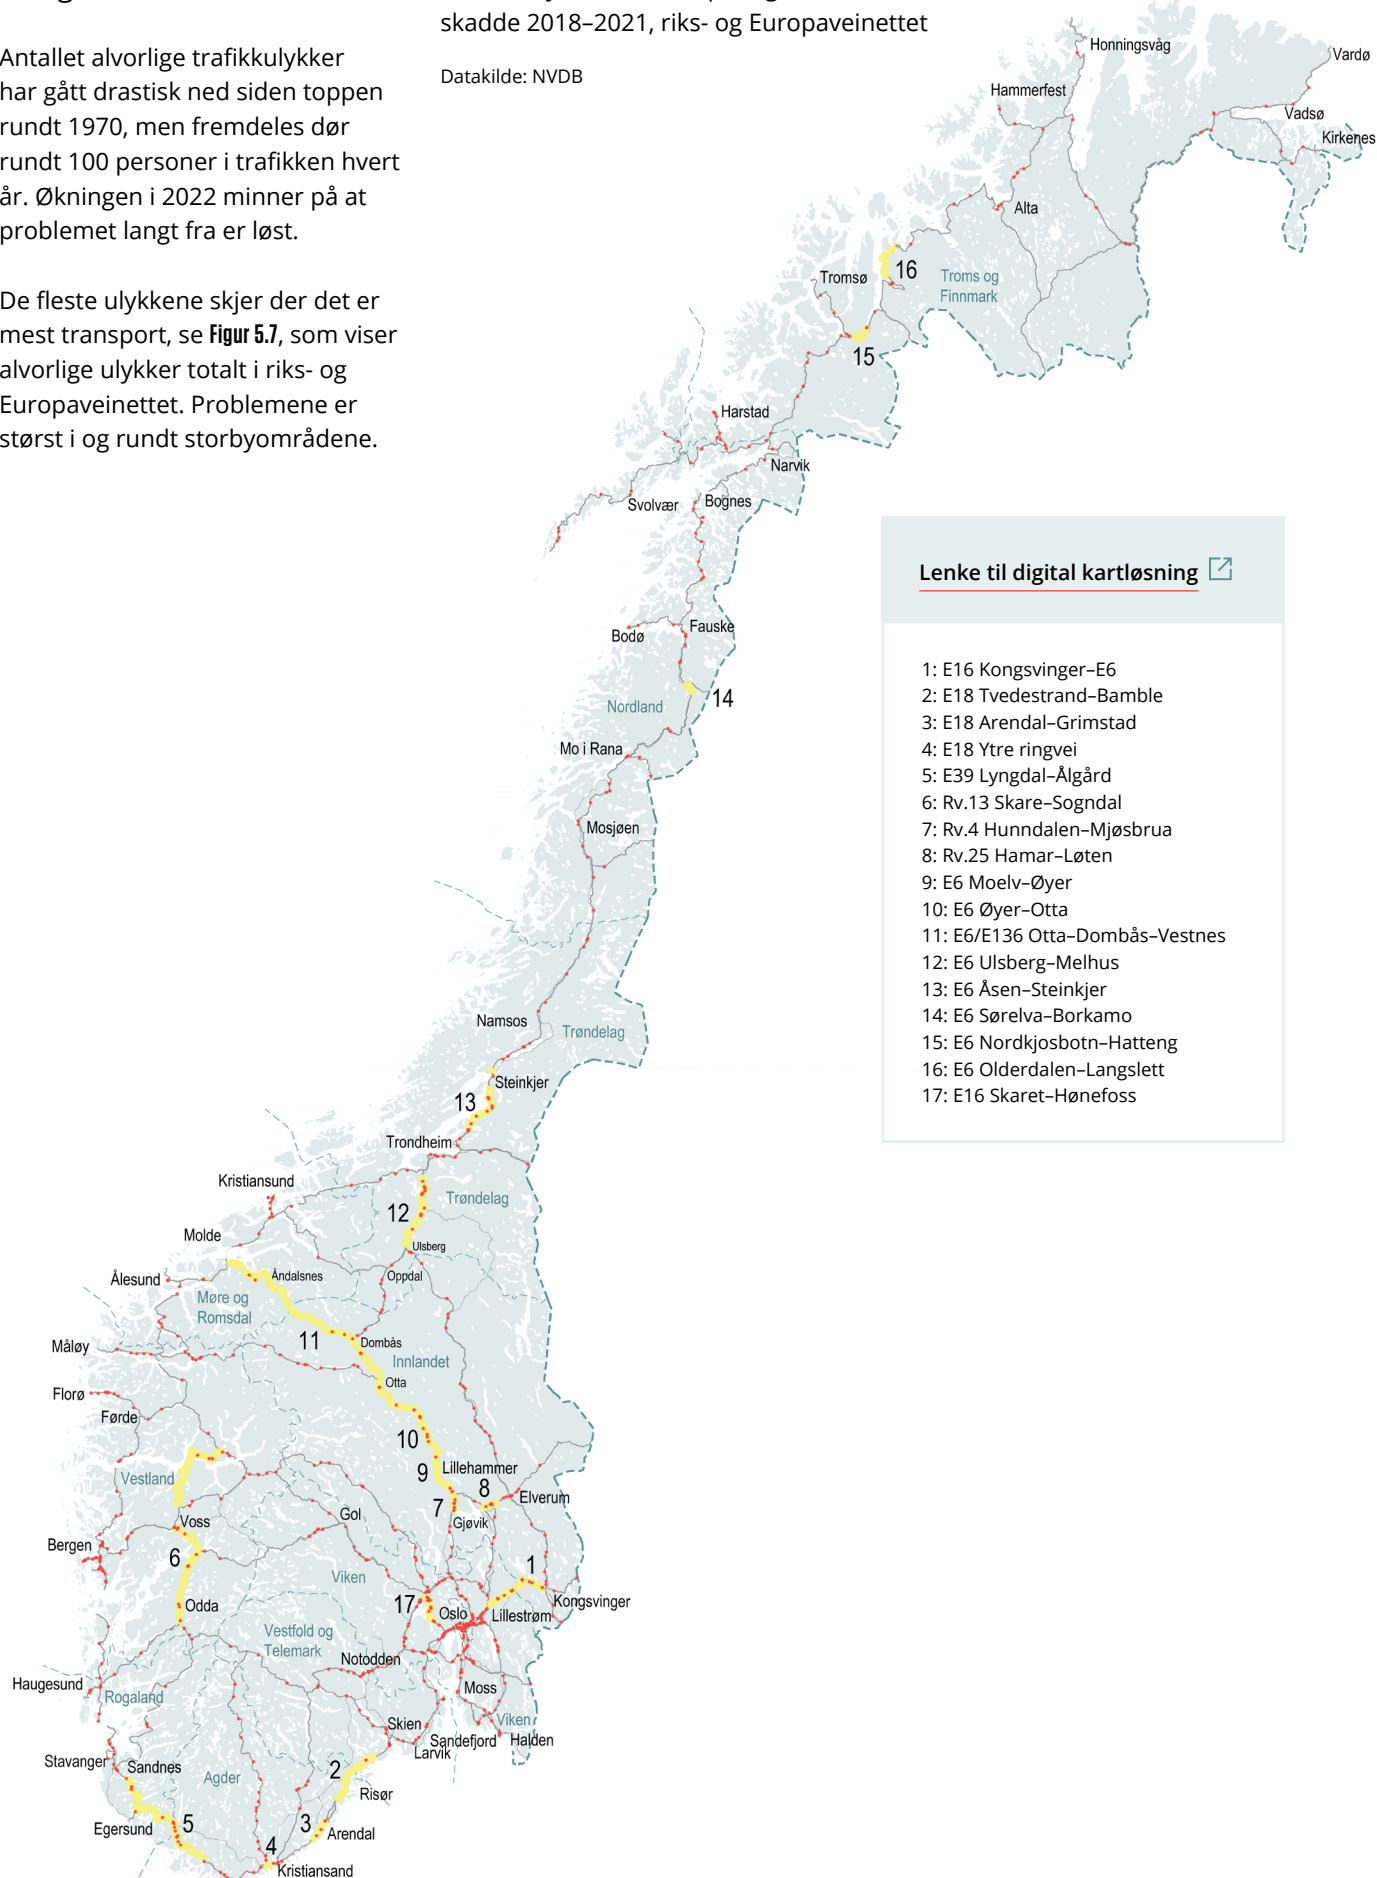 skadde 2018–2021, riks- og Europaveinettet
Datakilde: NVDB
Antallet alvorlige trafikkulykker
har gått drastisk ned siden toppen
rundt 1970, men fremdeles dør
rundt 100 personer i trafikken hvert
år. Økningen i 2022 minner på at
problemet langt fra er løst.
De fleste ulykkene skjer der det er
mest transport, se Figur 5.7, som viser
alvorlige ulykker totalt i riks- og
Europaveinettet. Problemene er
størst i og rundt storbyområdene.
Honningsvåg
Vardø
Hammerfest
Vadsø
Kirkenes
Alta
16
Troms og
Finnmark
Tromsø
15
Harstad
Narvik
Svolvær
Bognes
Fauske
Bodø
14
Nordland
Mo i Rana
Mosjøen
Namsos
Trøndelag
Steinkjer
13
Trondheim
Kristiansund
Trøndelag
12
Molde
Ulsberg
Ålesund
Åndalsnes
Oppdal
Møre og
Romsdal
11
Måløy
Dombås
Innlandet
Otta
Florø
Førde
10
Vestland
9
Lillehammer
8
Elverum
7
Gjøvik
Gol
Voss
Bergen
6
Viken
1
Kongsvinger
Odda
17
Oslo
Lillestrøm
Vestfold og
Telemark
Notodden
Haugesund
Rogaland
Moss
Viken
Skien
Sandefjord
Halden
Larvik
Stavanger
Sandnes
Agder
2
Risør
Egersund
5
3
Arendal
4
Kristiansand
Lenke til digital kartløsning
1: E16 Kongsvinger–E6
2: E18 Tvedestrand–Bamble
3: E18 Arendal–Grimstad
4: E18 Ytre ringvei
5: E39 Lyngdal–Ålgård
6: Rv.13 Skare–Sogndal
7: Rv.4 Hunndalen–Mjøsbrua
8: Rv.25 Hamar–Løten
9: E6 Moelv–Øyer
10: E6 Øyer–Otta
11: E6/E136 Otta–Dombås–Vestnes
12: E6 Ulsberg–Melhus
13: E6 Åsen–Steinkjer
14: E6 Sørelva–Borkamo
15: E6 Nordkjosbotn–Hatteng
16: E6 Olderdalen–Langslett
17: E16 Skaret–Hønefoss